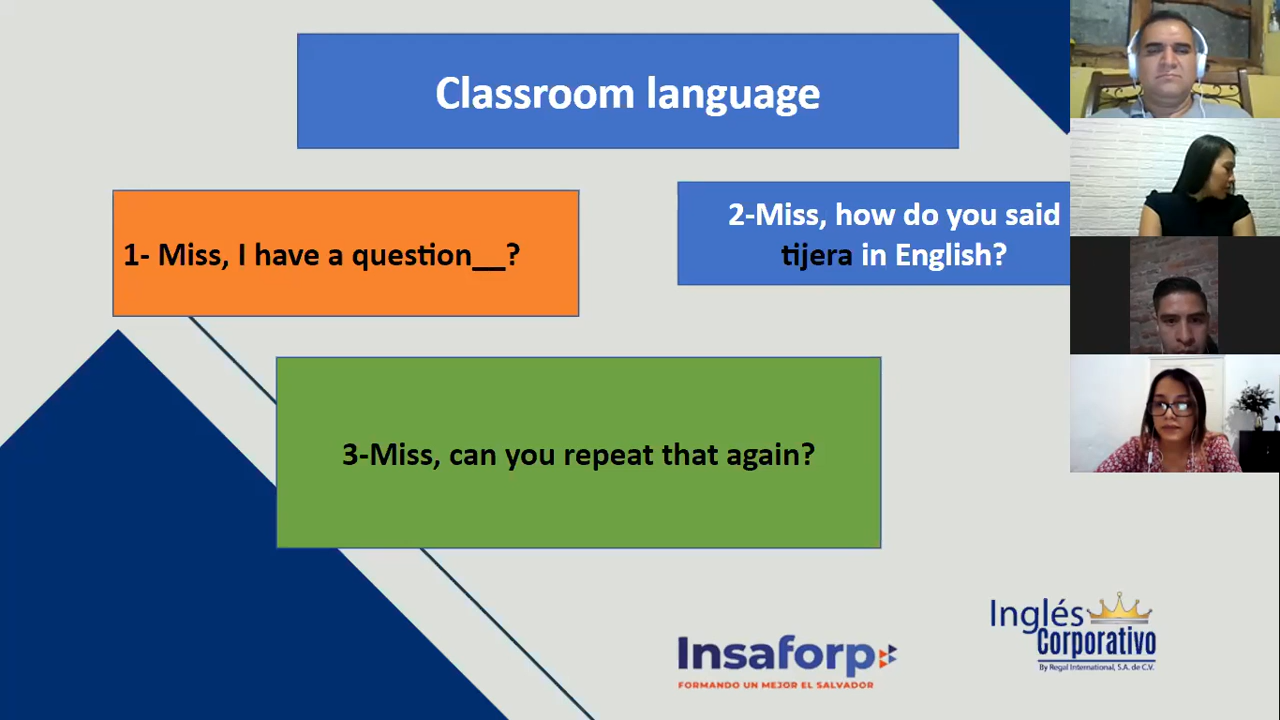 Classroom language
1- Miss, I have a question__?
2-Miss, how do you said
tijera in English?
3-Miss, can you repeat that again?
Insaforp
FORMANDO UN MEJOR EL SALVADOR
Inglés
Corporativo
By Regal International, S.A. de C.V.